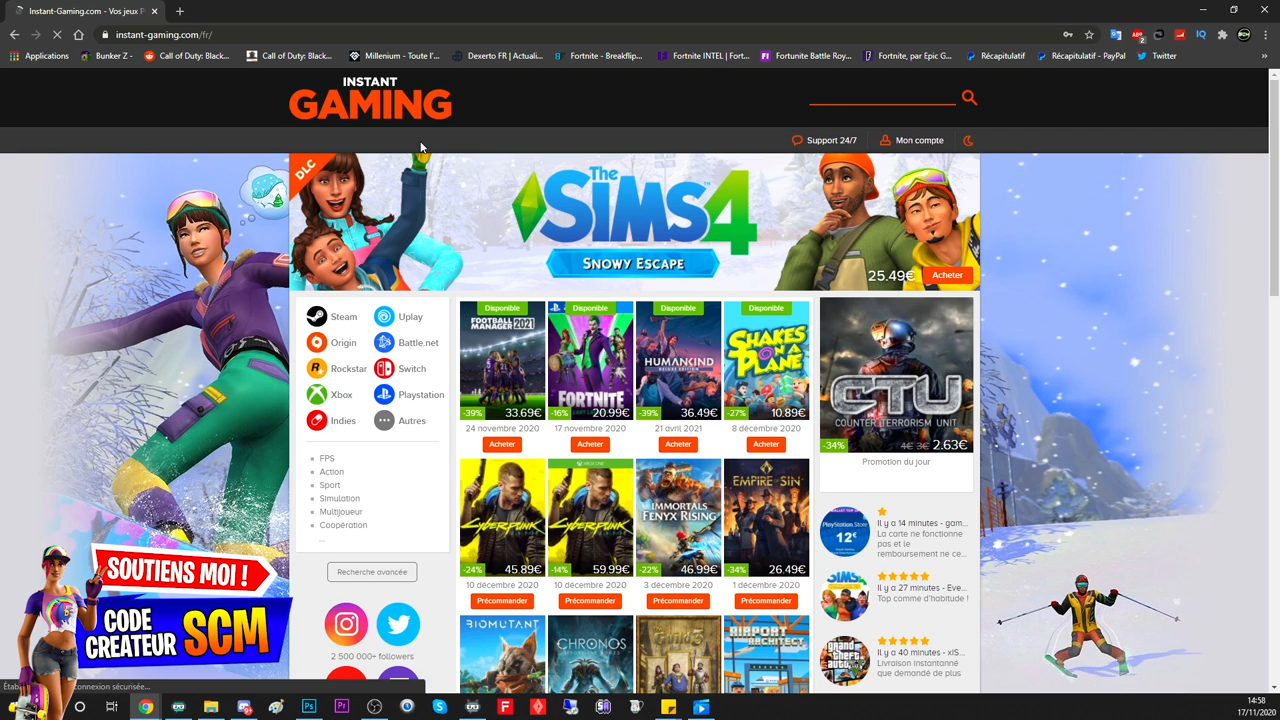 Instant-Gaming.com - Vos jeux P
instant-gaming.com/fr/
Applications
Bunker Z -
Call of Duty: Black...
Call of Duty: Black...
Millenium - Toute l'...
Dexerto FR | Actuali...
Fortnite - Breakflip...
Fortnite INTEL | Fort...
Fortunite Battle Roy...
Fortnite, par Epic G...
Récapitulatif
Récapitulatif - PayPal
Twitter
»
INSTANT
GAMING
Support 24/7
Mon compte
DLC
The
SIMS 4
SNOWY ESCAPE
25.49€
Acheter
Steam
Uplay
Origin
Battle.net
Rockstar
Switch
Xbox
Playstation
Indies
Autres
FPS
Action
Sport
Simulation
Multijoueur
Coopération
...
Recherche avancée
2 500 000+ followers
Disponible
Disponible
Disponible
Disponible
FOOTBALL
MANAGER 2021
FORTNITE
HUMANKIND
DELUXE EDITION
SHAKES
ON A
PLANE
-39%
33.69€
-16%
20.99€
-39%
36.49€
-27%
10.89€
24 novembre 2020
17 novembre 2020
21 avril 2021
8 décembre 2020
Acheter
Acheter
Acheter
Acheter
XBOX ONE
CYBERPUNK
CYBERPUNK
IMMORTALS
FENYX RISING
EMPIRE OF SIN
-24%
45.89€
-14%
59.99€
-22%
46.99€
-34%
26.49€
10 décembre 2020
10 décembre 2020
3 décembre 2020
1 décembre 2020
Précommander
Précommander
Précommander
Précommander
BIOMUTANT
CHRONOS
AIRPORT
ARCHITECT
CTU
COUNTER TERRORISM UNIT
-34%
4€ 3€ 2.63€
Promotion du jour
PlayStation.Store
12€
Il y a 14 minutes - gam...
La carte ne fonctionne
pas et le
remboursement ne ce...
Il y a 27 minutes - Eve...
Top comme d'habitude !
Il y a 40 minutes - xIS...
Livraison instantanné
que demandé de plus
SOUTIENS MOI !
CODE
CREATEUR SCM
connexion sécurisée...
14:58
17/11/2020